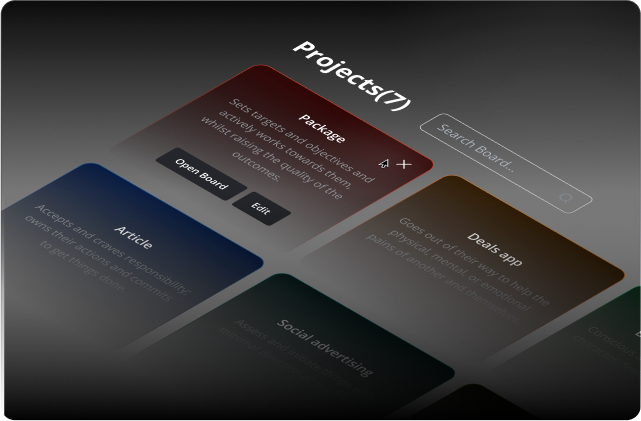 Projects(7)
Search Board...
Package
Sets targets and objectives and
actively works towards them,
whilst raising the quality of the
outcomes.
Open Board
Edit
Deals app
Goes out of their way to help the
physical, mental, or emotional
pains of another and
Article
Accepts and craves responsibility:
owns their actions and commits
to get things done.
Social advertising
Assess and